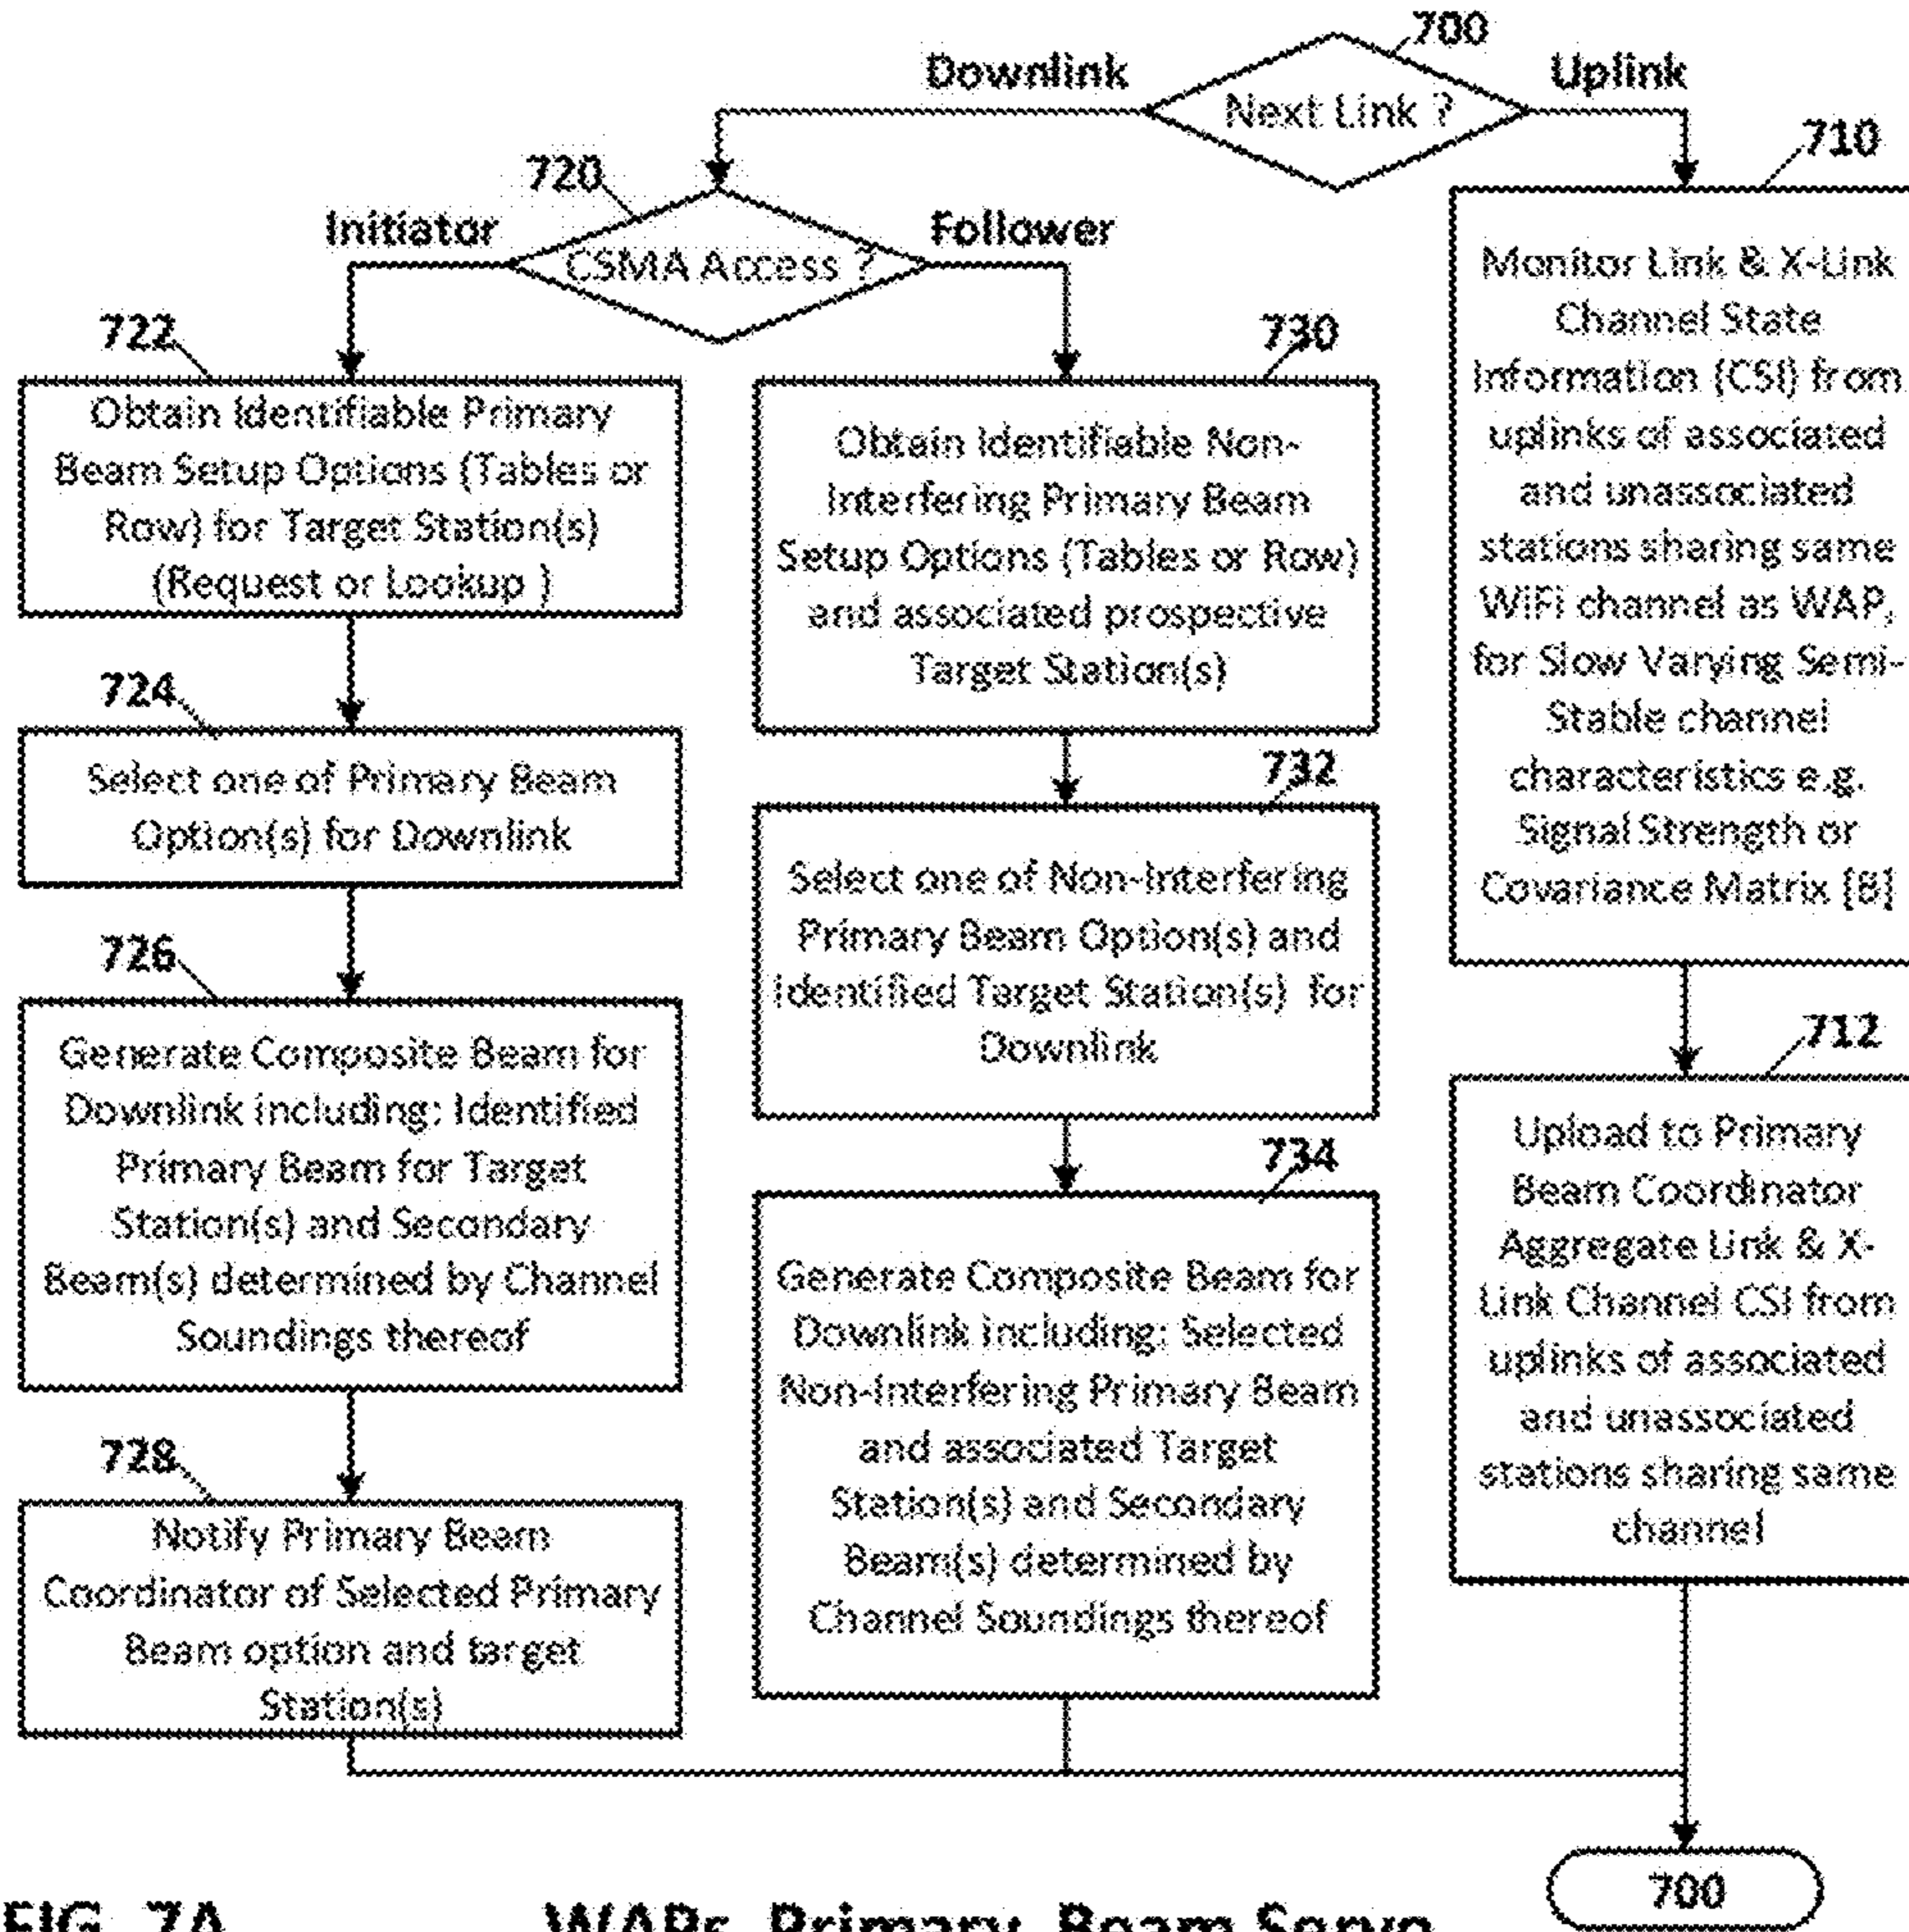 700
Downlink
Uplink
Next Link ?
710
720
Initiator
Follower
CSMA Access ?
Monitor Link & X-Link
Channel State
Information (CSI) from
uplinks of associated
and unassociated
stations sharing same
WiFi channel as WAP,
for Slow Varying Semi-
Stable channel
characteristics e.g.
Signal Strength or
Covariance Matrix [B]
722
Obtain Identifiable Primary
Beam Setup Options (Tables or
Row) for Target Station(s)
(Request or Lookup )
730
Obtain Identifiable Non-
Interfering Primary Beam
Setup Options (Tables or Row)
and associated prospective
Target Station(s)
724
Select one of Primary Beam
Option(s) for Downlink
732
Select one of Non-Interfering
Primary Beam Option(s) and
Identified Target Station(s) for
Downlink
726
Generate Composite Beam for
Downlink including: Identified
Primary Beam for Target
Station(s) and Secondary
Beam(s) determined by Channel
Soundings thereof
712
Upload to Primary
Beam Coordinator
Aggregate Link & X-
Link Channel CSI from
uplinks of associated
and unassociated
stations sharing same
channel
734
Generate Composite Beam for
Downlink including: Selected
Non-Interfering Primary Beam
and associated Target
Station(s) and Secondary
Beam(s) determined by
Channel Soundings thereof
728
Notify Primary Beam
Coordinator of Selected Primary
Beam option and target
Station(s)
700
FIG. 7A
WAPs Primary Beam Servo